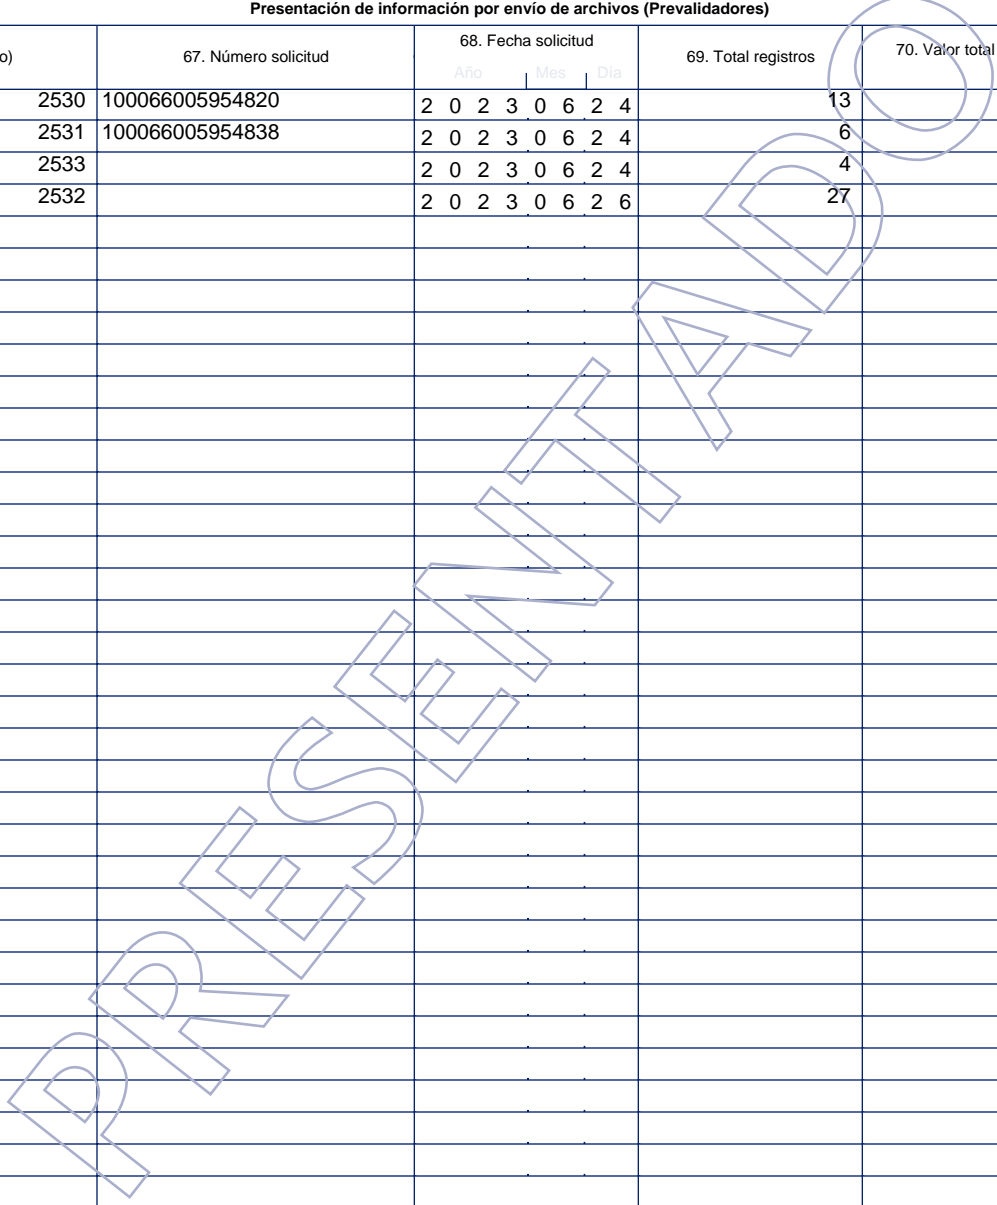 Presentación de información por envío de archivos (Prevalidadores)
o) 67. Número solicitud 68. Fecha solicitud 69. Total registros 70. Valor total
Año Mes Día
2530 100066005954820 2 0 2 3 0 6 2 4 13
2531 100066005954838 2 0 2 3 0 6 2 4 6
2533 2 0 2 3 0 6 2 4 4
2532 2 0 2 3 0 6 2 6 27
PRESENTADO